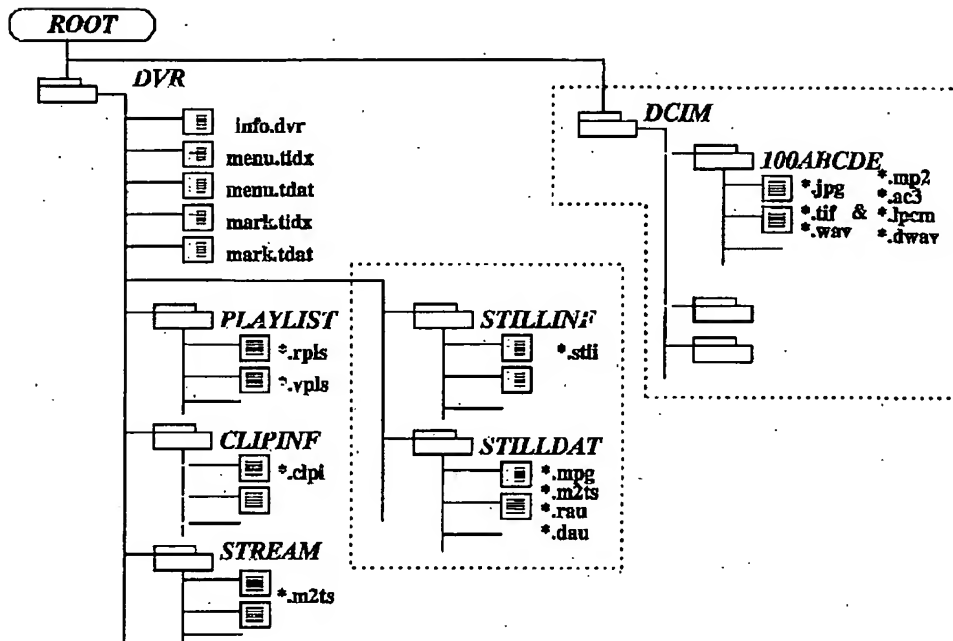 ROOT
DVR
info.dvr
menu.tidx
menu.tdat
mark.tidx
mark.tdat
DCIM
100ABCDE
*.jpg
*.tif &
*.wav
*.mp2
*.ac3
*.lpcm
*.dwav
PLAYLIST
*.rpls
*.vpls
STILLINF
*.stli
CLIPINF
*.clpi
STILLDAT
*.mpg
*.m2ts
*.rau
*.dau
STREAM
*.m2ts